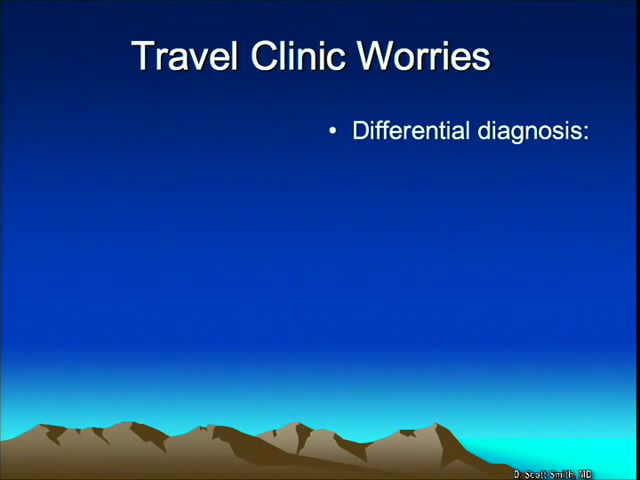 Travel Clinic Worries
• Differential diagnosis:
D. Scott Smith, MD